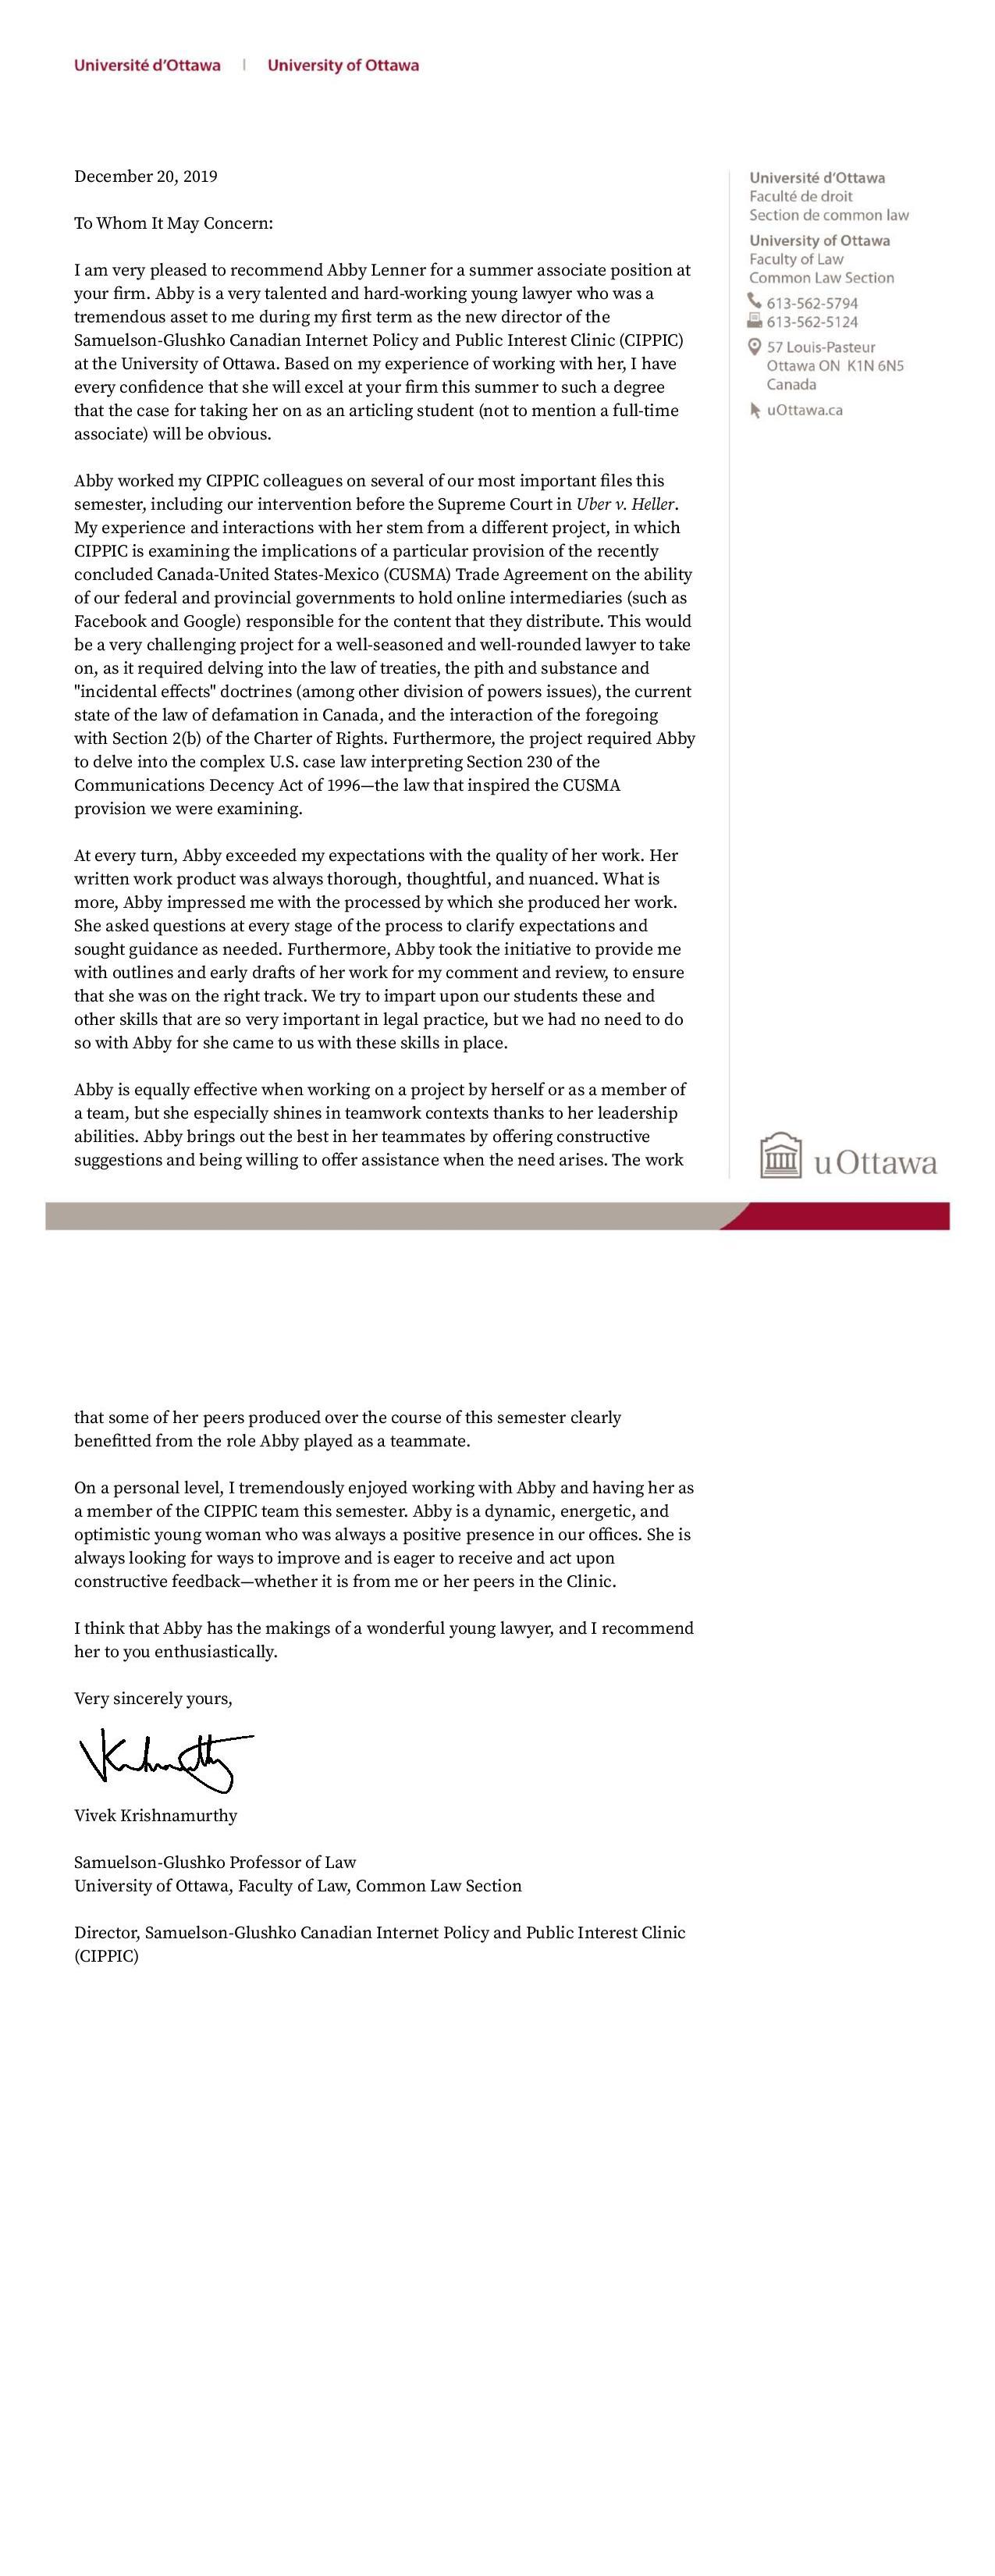 Université d'Ottawa | University of Ottawa
December 20, 2019
To Whom It May Concern:
I am very pleased to recommend Abby Lenner for a summer associate position at
your firm. Abby is a very talented and hard-working young lawyer who was a
tremendous asset to me during my first term as the new director of the
Samuelson-Glushko Canadian Internet Policy and Public Interest Clinic (CIPPIC)
at the University of Ottawa. Based on my experience of working with her, I have
every confidence that she will excel at your firm this summer to such a degree
that the case for taking her on as an articling student (not to mention a full-time
associate) will be obvious.
Abby worked my CIPPIC colleagues on several of our most important files this
semester, including our intervention before the Supreme Court in Uber v. Heller.
My experience and interactions with her stem from a different project, in which
CIPPIC is examining the implications of a particular provision of the recently
concluded Canada-United States-Mexico (CUSMA) Trade Agreement on the ability
of our federal and provincial governments to hold online intermediaries (such as
Facebook and Google) responsible for the content that they distribute. This would
be a very challenging project for a well-seasoned and well-rounded lawyer to take
on, as it required delving into the law of treaties, the pith and substance and
"incidental effects" doctrines (among other division of powers issues), the current
state of the law of defamation in Canada, and the interaction of the foregoing
with Section 2(b) of the Charter of Rights. Furthermore, the project required Abby
to delve into the complex U.S. case law interpreting Section 230 of the
Communications Decency Act of 1996—the law that inspired the CUSMA
provision we were examining.
At every turn, Abby exceeded my expectations with the quality of her work. Her
written work product was always thorough, thoughtful, and nuanced. What is
more, Abby impressed me with the processed by which she produced her work.
She asked questions at every stage of the process to clarify expectations and
sought guidance as needed. Furthermore, Abby took the initiative to provide me
with outlines and early drafts of her work for my comment and review, to ensure
that she was on the right track. We try to impart upon our students these and
other skills that are so very important in legal practice, but we had no need to do
so with Abby for she came to us with these skills in place.
Abby is equally effective when working on a project by herself or as a member of
a team, but she especially shines in teamwork contexts thanks to her leadership
abilities. Abby brings out the best in her teammates by offering constructive
suggestions and being willing to offer assistance when the need arises. The work
Université d'Ottawa
Faculté de droit
Section de common law
University of Ottawa
Faculty of Law
Common Law Section
613-562-5794
613-562-5124
57 Louis-Pasteur
Ottawa ON K1N 6N5
Canada
uOttawa.ca
uOttawa
that some of her peers produced over the course of this semester clearly
benefitted from the role Abby played as a teammate.
On a personal level, I tremendously enjoyed working with Abby and having her as
a member of the CIPPIC team this semester. Abby is a dynamic, energetic, and
optimistic young woman who was always a positive presence in our offices. She is
always looking for ways to improve and is eager to receive and act upon
constructive feedback—whether it is from me or her peers in the Clinic.
I think that Abby has the makings of a wonderful young lawyer, and I recommend
her to you enthusiastically.
Very sincerely yours,
Vivek Krishnamurthy
Samuelson-Glushko Professor of Law
University of Ottawa, Faculty of Law, Common Law Section
Director, Samuelson-Glushko Canadian Internet Policy and Public Interest Clinic
(CIPPIC)